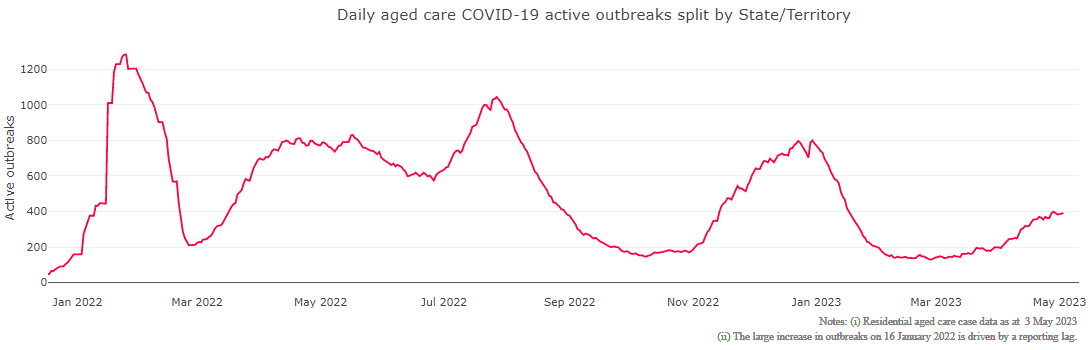 Daily aged care COVID-19 active outbreaks split by State/Territory
Active outbreaks
1200
1000
800
600
400
200
0
Jan 2022 Mar 2022 May 2022 Jul 2022 Sep 2022 Nov 2022 Jan 2023 Mar 2023 May 2023
Notes: (i) Residential aged care case data as at 3 May 2023
(ii) The large increase in outbreaks on 16 January 2022 is driven by a reporting lag.